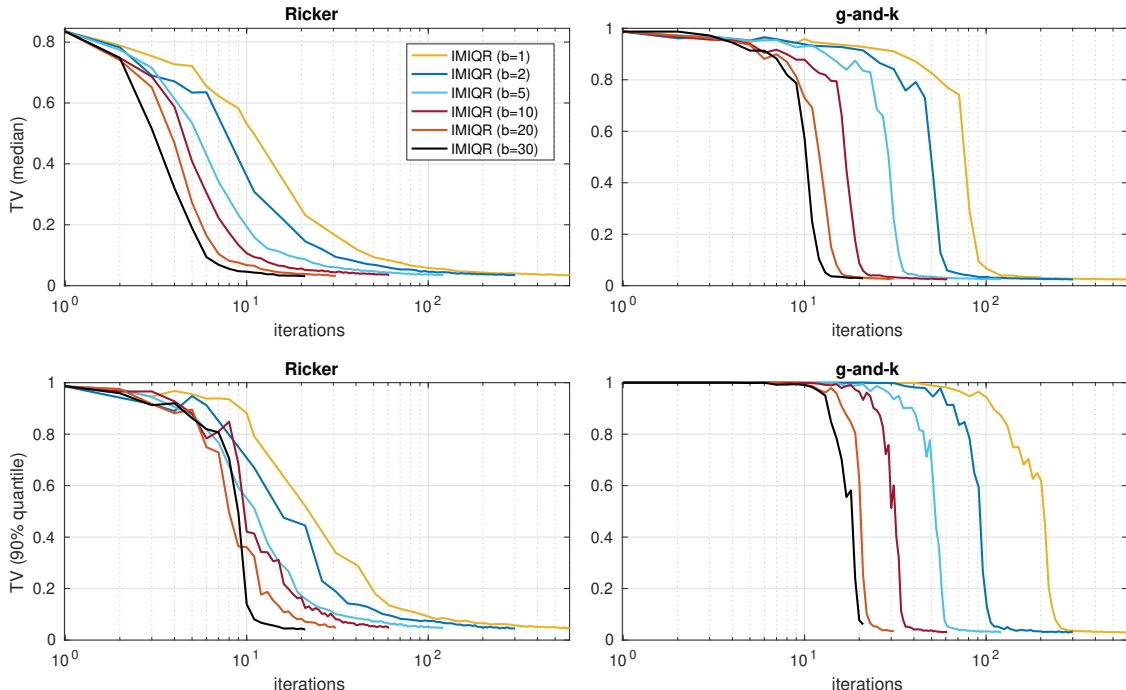 Ricker
g-and-k
TV (median)
0.8
0.6
0.4
0.2
0
IMIQR (b=1)
IMIQR (b=2)
IMIQR (b=5)
IMIQR (b=10)
IMIQR (b=20)
IMIQR (b=30)
1
0.8
0.6
0.4
0.2
0
10^0 10^1 10^2
10^0 10^1 10^2
iterations
iterations
Ricker
g-and-k
TV (90% quantile)
1
0.8
0.6
0.4
0.2
0
1
0.8
0.6
0.4
0.2
0
10^0 10^1 10^2
10^0 10^1 10^2
iterations
iterations